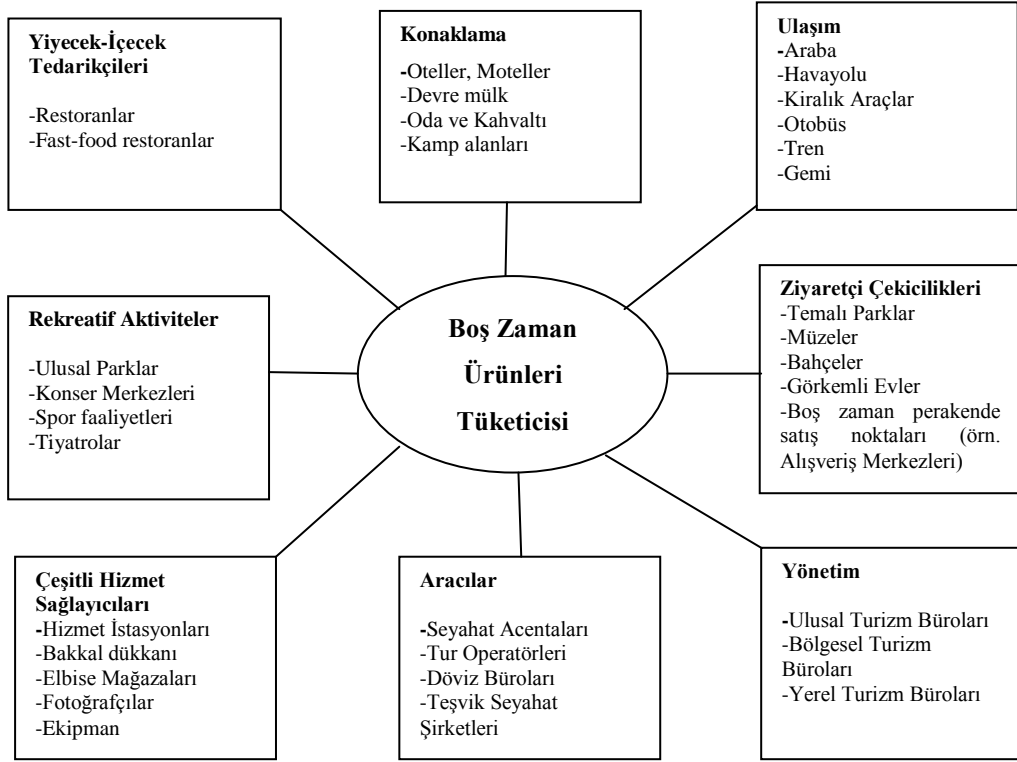 Yiyecek-İçecek
Tedarikçileri
-Restoranlar
-Fast-food restoranlar
Konaklama
-Oteller, Moteller
-Devre mülk
-Oda ve Kahvaltı
-Kamp alanları
Ulaşım
-Araba
-Havayolu
-Kiralık Araçlar
-Otobüs
-Tren
-Gemi
Rekreatif Aktiviteler
-Ulusal Parklar
-Konser Merkezleri
-Spor faaliyetleri
-Tiyatrolar
Boş Zaman
Ürünleri
Tüketicisi
Ziyaretçi Çekicilikleri
-Temalı Parklar
-Müzeler
-Bahçeler
-Görkemli Evler
-Boş zaman perakende
satış noktaları (örn.
Alışveriş Merkezleri)
Çeşitli Hizmet
Sağlayıcıları
-Hizmet İstasyonları
-Bakkal dükkanı
-Elbise Mağazaları
-Fotoğrafçılar
-Ekipman
Aracılar
-Seyahat Acentaları
-Tur Operatörleri
-Döviz Büroları
-Teşvik Seyahat
Şirketleri
Yönetim
-Ulusal Turizm Büroları
-Bölgesel Turizm
Büroları
-Yerel Turizm Büroları